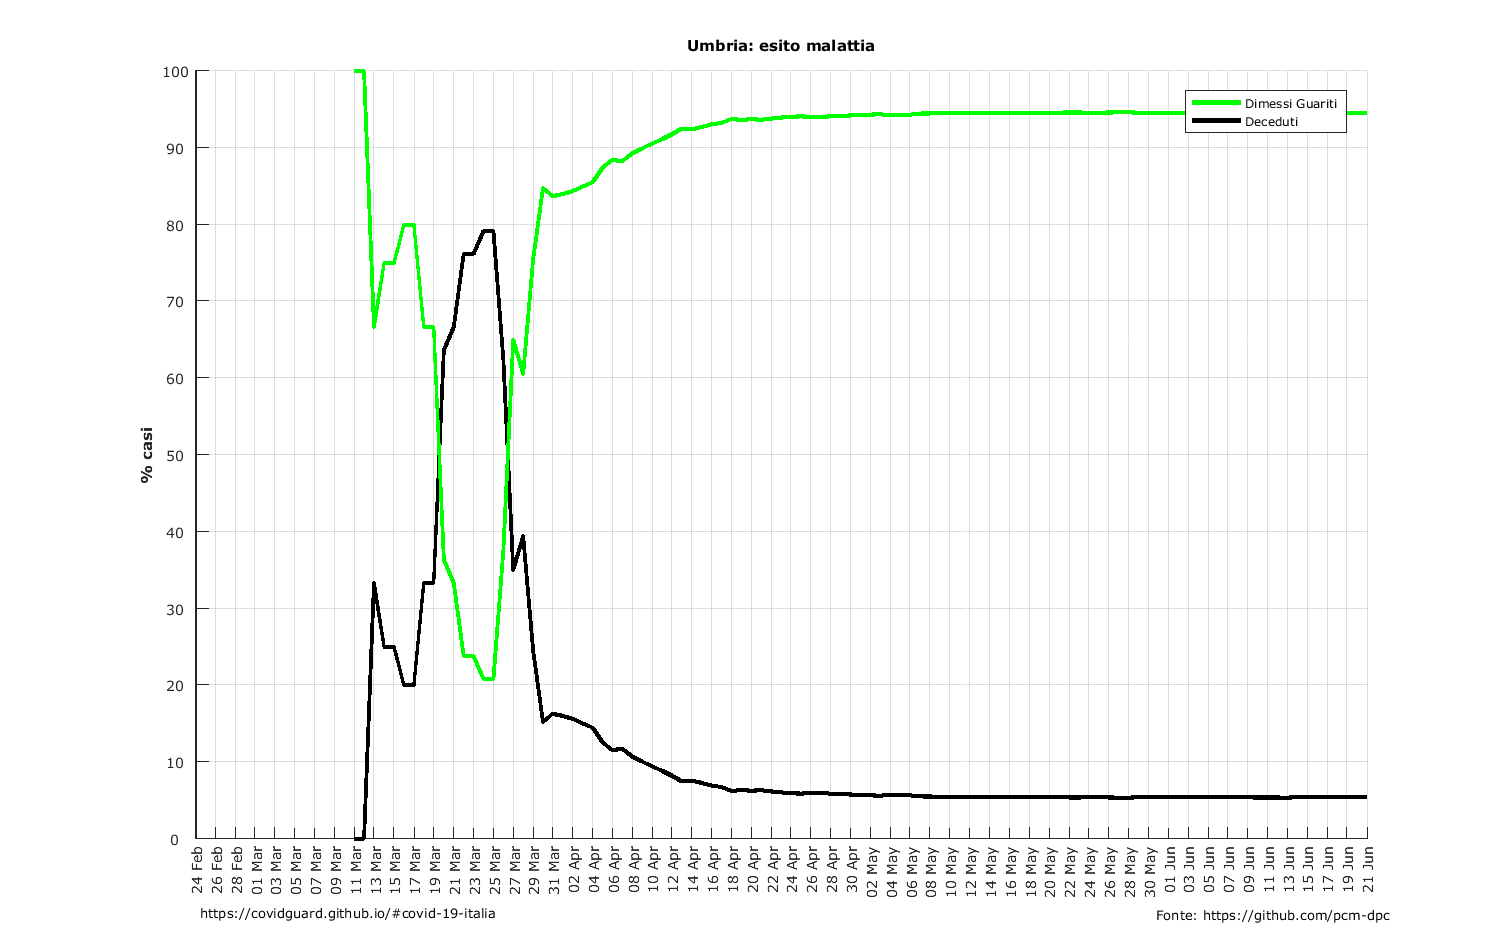 Umbria: esito malattia
100
90
80
70
60
50
40
30
20
10
0
% casi
Dimessi Guariti
Deceduti
24 Feb
26 Feb
28 Feb
01 Mar
03 Mar
05 Mar
07 Mar
09 Mar
11 Mar
13 Mar
15 Mar
17 Mar
19 Mar
21 Mar
23 Mar
25 Mar
27 Mar
29 Mar
31 Mar
02 Apr
04 Apr
06 Apr
08 Apr
10 Apr
12 Apr
14 Apr
16 Apr
18 Apr
20 Apr
22 Apr
24 Apr
26 Apr
28 Apr
30 Apr
02 May
04 May
06 May
08 May
10 May
12 May
14 May
16 May
18 May
20 May
22 May
24 May
26 May
28 May
30 May
01 Jun
03 Jun
05 Jun
07 Jun
09 Jun
11 Jun
13 Jun
15 Jun
17 Jun
19 Jun
21 Jun
https://covidguard.github.io/#covid-19-italia
Fonte: https://github.com/pcm-dpc